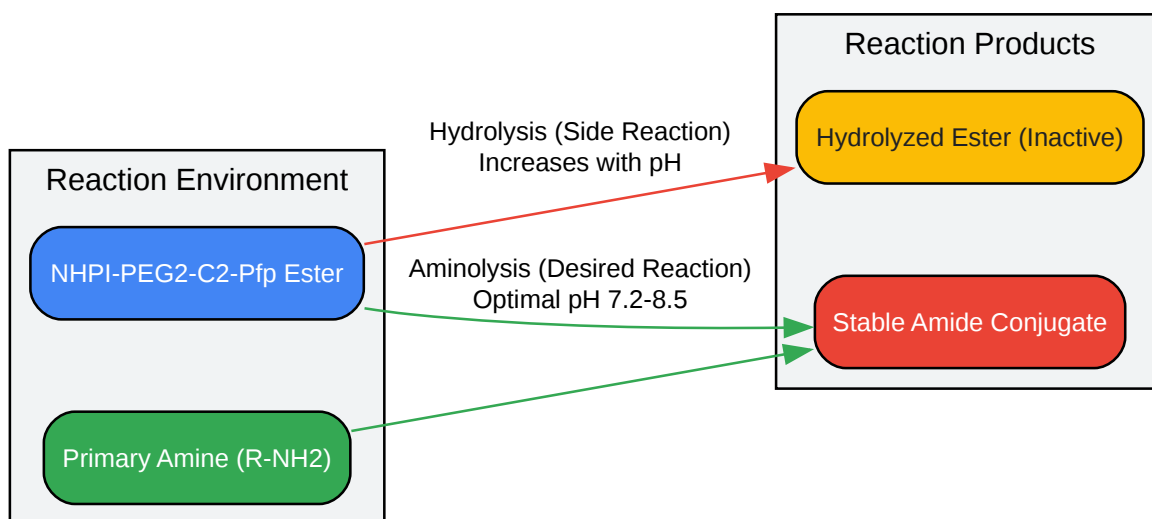 Reaction Products
Hydrolysis (Side Reaction)
Increases with pH
Hydrolyzed Ester (Inactive)
Reaction Environment
NHPI-PEG2-C2-Pfp Ester
Aminolysis (Desired Reaction)
Optimal pH 7.2-8.5
Stable Amide Conjugate
Primary Amine (R-NH2)